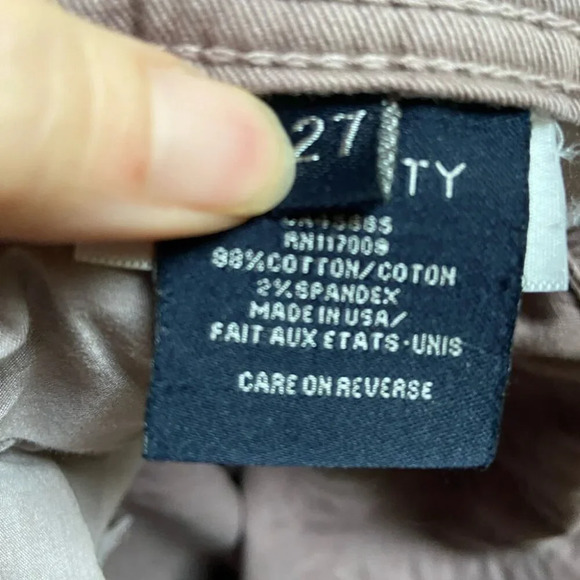 27
TY
RN117009
98%COTTON/COTON
2%SPANDEX
MADE IN USA/
FAIT AUX ETATS-UNIS
CARE ON REVERSE